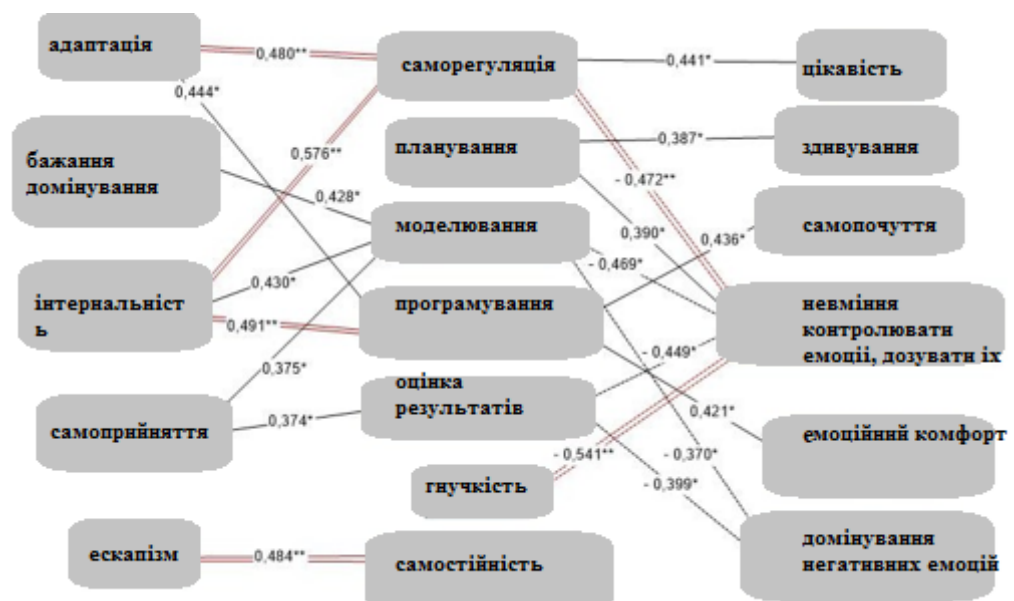 адаптація
0,480**
саморегуляція
0,441*
цікавість
0,444*
бажання
домінування
0,576**
планування
0,387*
здивування
- 0,472**
0,428*
моделювання
0,390*
0,436*
самопочуття
- 0,469*
0,430*
інтернальніст
ь
0,491**
програмування
невміння
контролювати
емоції, дозувати їх
- 0,449*
0,375*
оцінка
результатів
0,421*
самоприйняття
0,374*
- 0,370*
емоційний комфорт
- 0,541**
гнучкість
- 0,399*
ескапізм
0,484**
самостійність
домінування
негативних емоцій